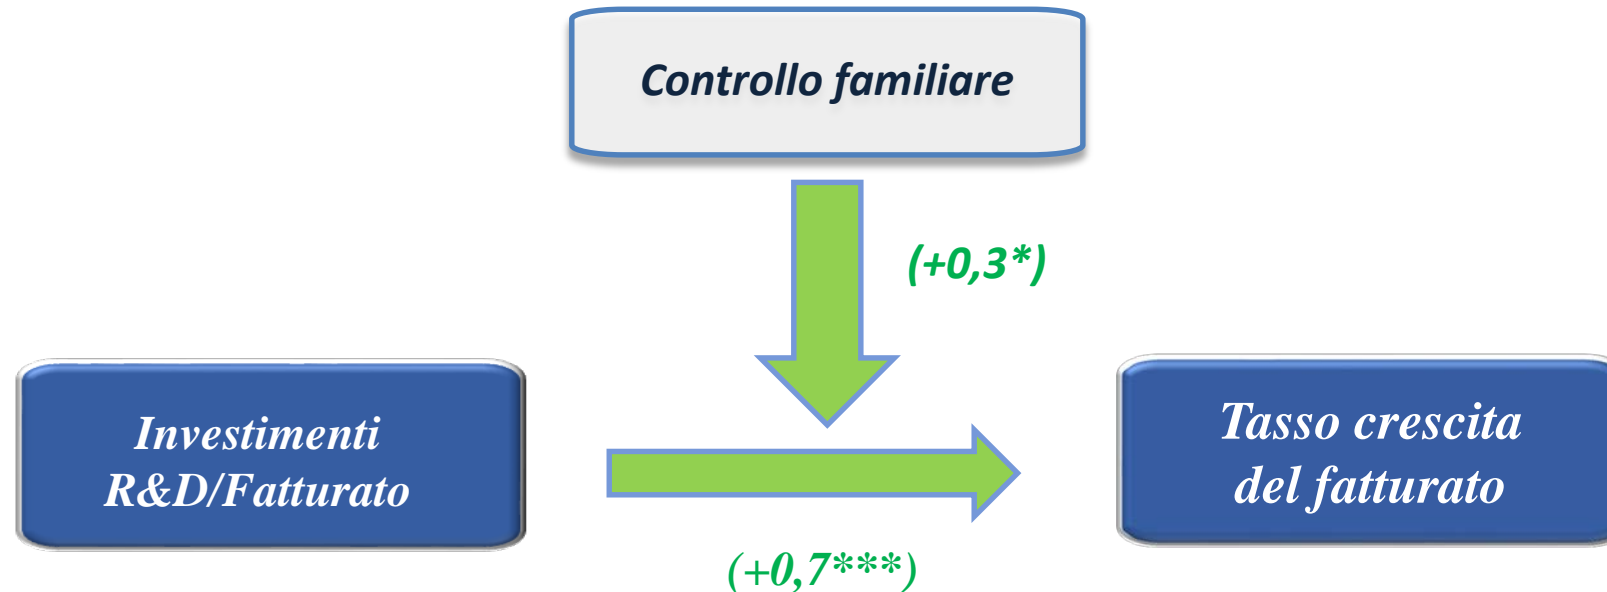 Controllo familiare
(+0,3*)
Investimenti
R&D/Fatturato
Tasso crescita
del fatturato
(+0,7***)